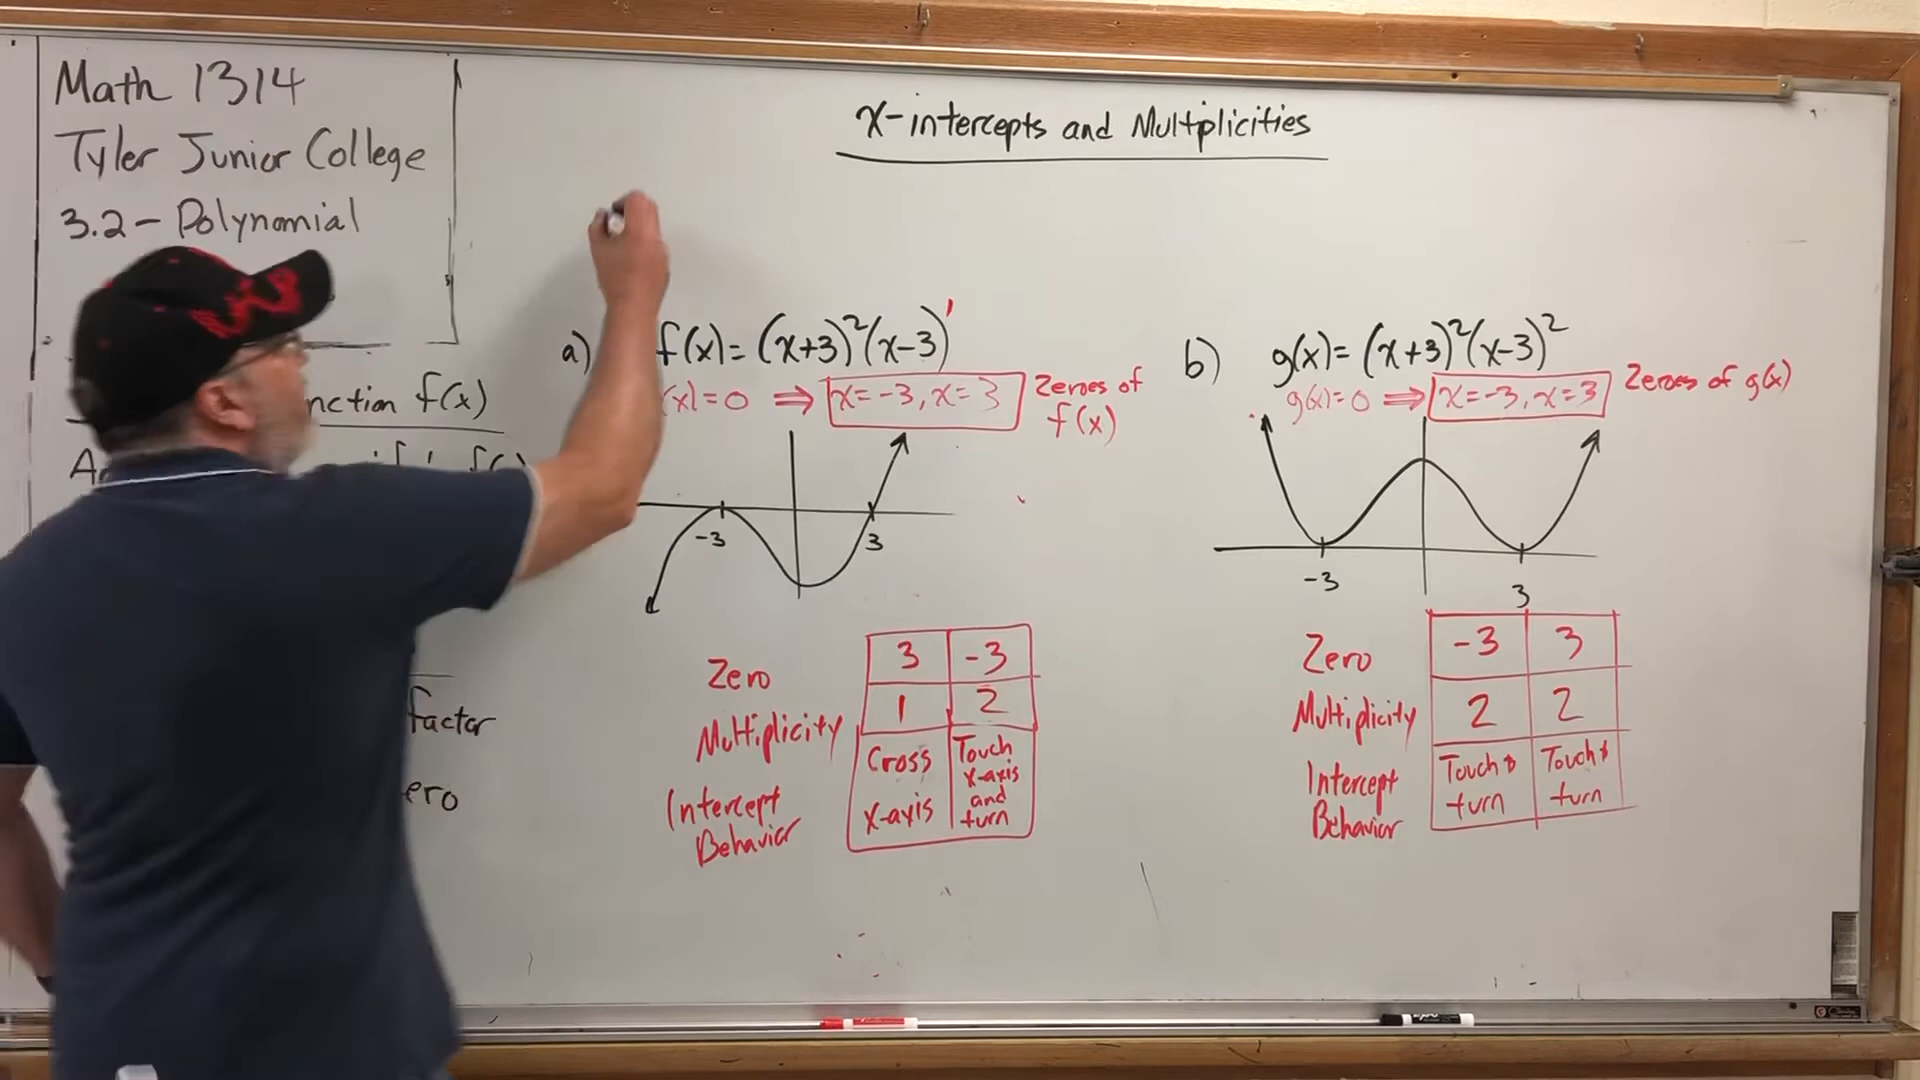 Math 1314
Tyler Junior College
3.2 - Polynomial
nction f(x)
factor
ero
x-intercepts and Multiplicities
a) f(x) = (x+3)²(x-3)¹
(x) = 0 ⇒ x = -3, x = 3 Zeroes of
f(x)
-3 3
Zero 3 -3
Multiplicity 1 2
Intercept Behavior Cross x-axis Touch x-axis and turn
b) g(x) = (x+3)²(x-3)²
g(x) = 0 ⇒ x = -3, x = 3 Zeroes of g(x)
-3 3
Zero -3 3
Multiplicity 2 2
Intercept Behavior Touch & turn Touch & turn